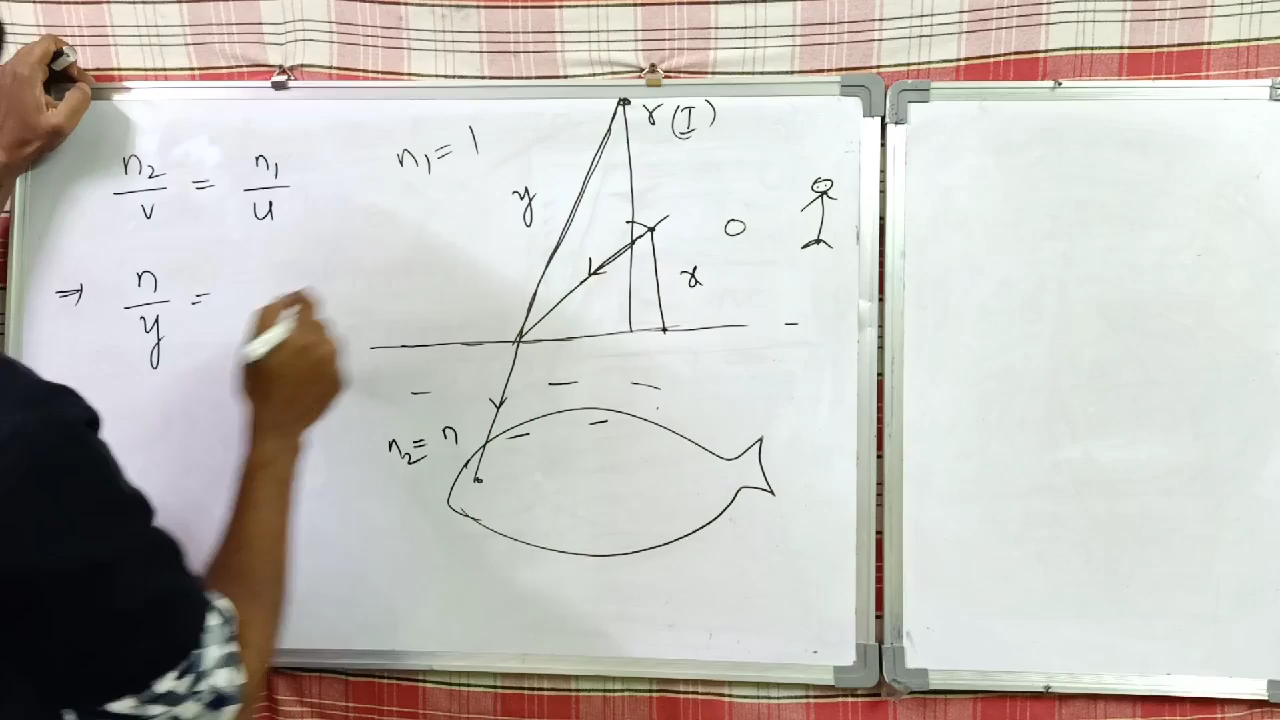 n₂/v = n₁/u
⇒ n/y =
n₁ = 1
r (I)
y
O
x
n₂ = n